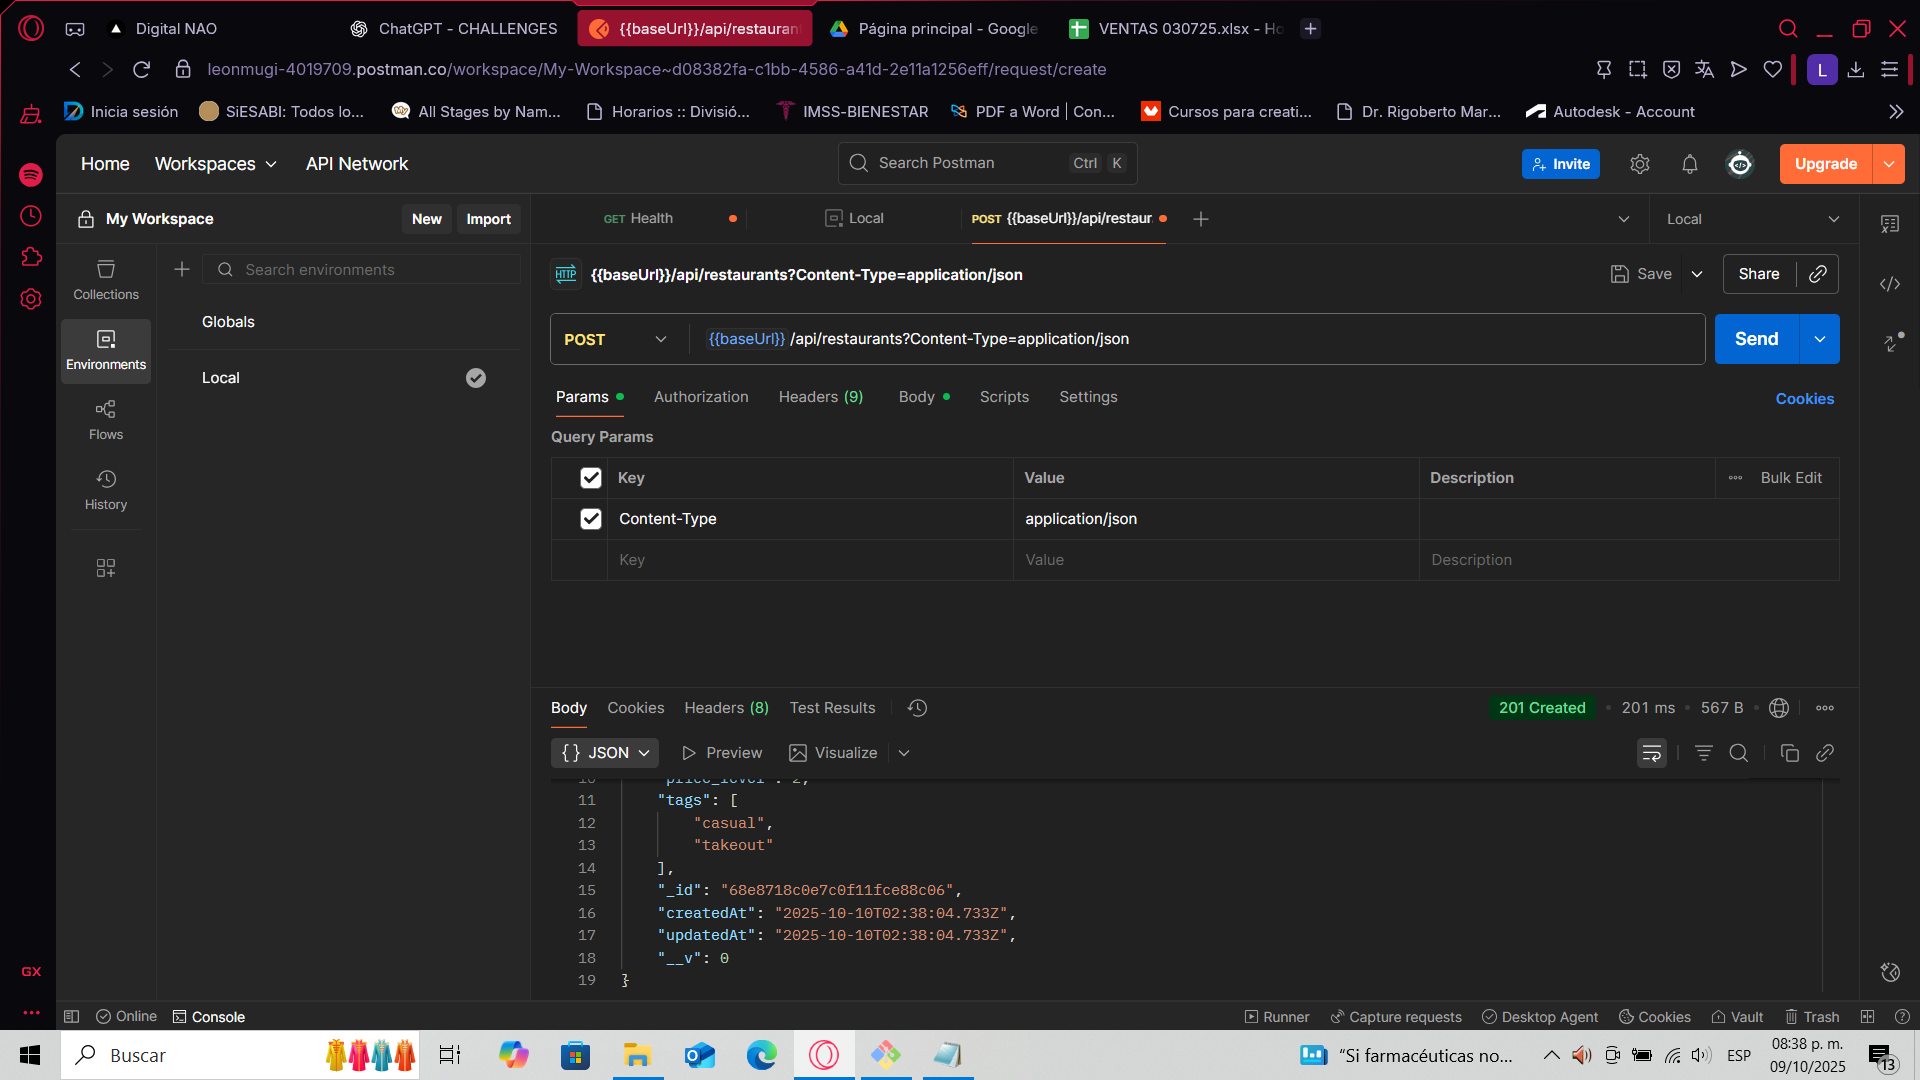 Digital NAO
ChatGPT - CHALLENGES
{{baseUrl}}/api/restauran
Página principal - Google
VENTAS 030725.xlsx - Ho
leonmugi-4019709.postman.co/workspace/My-Workspace~d08382fa-c1bb-4586-a41d-2e11a1256eff/request/create
L
Inicia sesión
SiESABI: Todos lo...
All Stages by Nam...
Horarios :: Divisió...
IMSS-BIENESTAR
PDF a Word | Con...
Cursos para creati...
Dr. Rigoberto Mar...
Autodesk - Account
Home
Workspaces
API Network
Search Postman
Ctrl K
Invite
Upgrade
My Workspace
New
Import
GET Health
Local
POST {{baseUrl}}/api/restaur
Local
Collections
Environments
Flows
History
Search environments
Globals
Local
HTTP {{baseUrl}}/api/restaurants?Content-Type=application/json
Save
Share
POST
{{baseUrl}} /api/restaurants?Content-Type=application/json
Send
Params
Authorization
Headers (9)
Body
Scripts
Settings
Cookies
Query Params
Key Value Description Bulk Edit
Content-Type application/json
Key Value Description
Body
Cookies
Headers (8)
Test Results
201 Created
201 ms
567 B
{} JSON
Preview
Visualize
10 "price_level": 2,
11 "tags": [
12 "casual",
13 "takeout"
14 ],
15 "_id": "68e8718c0e7c0f11fce88c06",
16 "createdAt": "2025-10-10T02:38:04.733Z",
17 "updatedAt": "2025-10-10T02:38:04.733Z",
18 "__v": 0
19 }
GX
Online
Console
Runner
Capture requests
Desktop Agent
Cookies
Vault
Trash
Buscar
“Si farmacéuticas no...
ESP
08:38 p. m.
09/10/2025
13